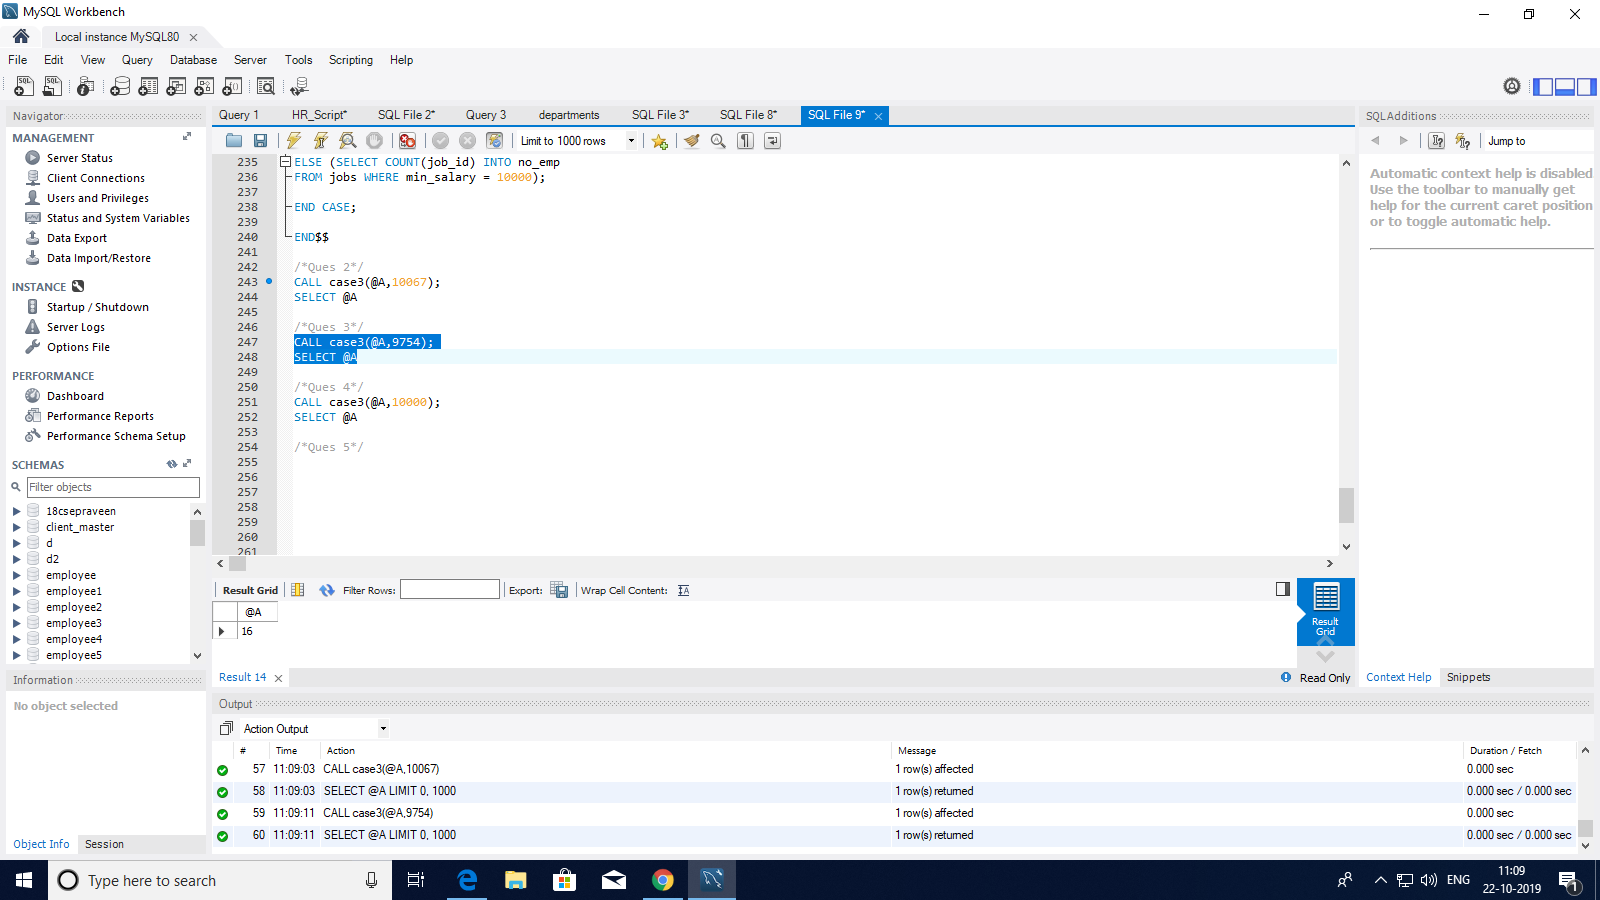 MySQL Workbench
Local instance MySQL80
File Edit View Query Database Server Tools Scripting Help
Navigator
MANAGEMENT
Server Status
Client Connections
Users and Privileges
Status and System Variables
Data Export
Data Import/Restore
INSTANCE
Startup / Shutdown
Server Logs
Options File
PERFORMANCE
Dashboard
Performance Reports
Performance Schema Setup
SCHEMAS
Filter objects
18csepraveen
client_master
d
d2
employee
employee1
employee2
employee3
employee4
employee5
Information
No object selected
Object Info Session
Query 1 HR_Script* SQL File 2* Query 3 departments SQL File 3* SQL File 8* SQL File 9*
Limit to 1000 rows
235 ELSE (SELECT COUNT(job_id) INTO no_emp
236 FROM jobs WHERE min_salary = 10000);
237
238 END CASE;
239
240 END$$
241
242 /*Ques 2*/
243 CALL case3(@A,10067);
244 SELECT @A
245
246 /*Ques 3*/
247 CALL case3(@A,9754);
248 SELECT @A
249
250 /*Ques 4*/
251 CALL case3(@A,10000);
252 SELECT @A
253
254 /*Ques 5*/
255
256
257
258
259
260
261
Result Grid Filter Rows: Export: Wrap Cell Content:
@A
16
Result Grid
Result 14
Read Only
SQLAdditions
Jump to
Automatic context help is disabled
Use the toolbar to manually get
help for the current caret position
or to toggle automatic help.
Context Help Snippets
Output
Action Output
# Time Action Message Duration / Fetch
57 11:09:03 CALL case3(@A,10067) 1 row(s) affected 0.000 sec
58 11:09:03 SELECT @A LIMIT 0, 1000 1 row(s) returned 0.000 sec / 0.000 sec
59 11:09:11 CALL case3(@A,9754) 1 row(s) affected 0.000 sec
60 11:09:11 SELECT @A LIMIT 0, 1000 1 row(s) returned 0.000 sec / 0.000 sec
Type here to search
ENG
11:09
22-10-2019
1